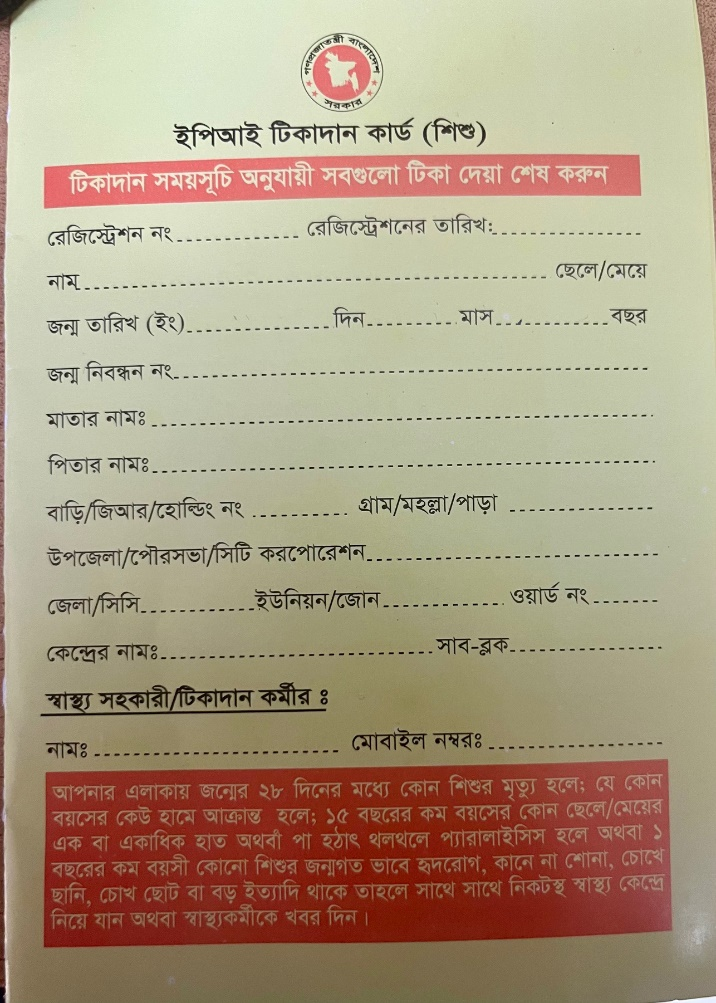 গণপ্রজাতন্ত্রী বাংলাদেশ
সরকার
ইপিআই টিকাদান কার্ড (শিশু)
টিকাদান সময়সূচি অনুযায়ী সবগুলো টিকা দেয়া শেষ করুন
রেজিস্ট্রেশন নং ............ রেজিস্ট্রেশনের তারিখ: ............
নাম ............ ছেলে/মেয়ে
জন্ম তারিখ (ইং) ............ দিন ............ মাস ............ বছর
জন্ম নিবন্ধন নং ............
মাতার নামঃ ............
পিতার নামঃ ............
বাড়ি/জিআর/হোল্ডিং নং ............ গ্রাম/মহল্লা/পাড়া ............
উপজেলা/পৌরসভা/সিটি করপোরেশন ............
জেলা/সিসি ............ ইউনিয়ন/জোন ............ ওয়ার্ড নং ............
কেন্দ্রের নামঃ ............ সাব-ব্লক ............
স্বাস্থ্য সহকারী/টিকাদান কর্মীর ঃ
নামঃ ............ মোবাইল নম্বরঃ ............
আপনার এলাকায় জন্মের ২৮ দিনের মধ্যে কোন শিশুর মৃত্যু হলে; যে কোন
বয়সের কেউ হামে আক্রান্ত হলে; ১৫ বছরের কম বয়সের কোন ছেলে/মেয়ের
এক বা একাধিক হাত অথবা পা হঠাৎ থলথলে প্যারালাইসিস হলে অথবা ১
বছরের কম বয়সী কোনো শিশুর জন্মগত ভাবে হৃদরোগ, কানে না শোনা, চোখে
ছানি, চোখ ছোট বা বড় ইত্যাদি থাকে তাহলে সাথে সাথে নিকটস্থ স্বাস্থ্য কেন্দ্রে
নিয়ে যান অথবা স্বাস্থ্যকর্মীকে খবর দিন।